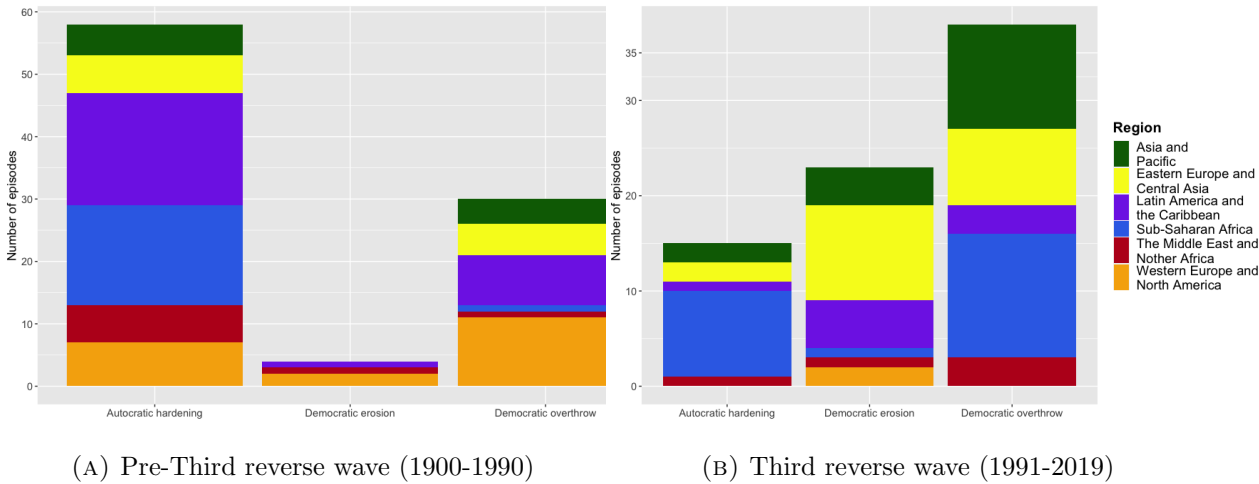 60
50
40
30
20
10
0
Number of episodes
Autocratic hardening
Democratic erosion
Democratic overthrow
(A) Pre-Third reverse wave (1900-1990)
35
30
20
10
0
Number of episodes
Autocratic hardening
Democratic erosion
Democratic overthrow
(B) Third reverse wave (1991-2019)
Region
Asia and
Pacific
Eastern Europe and
Central Asia
Latin America and
the Caribbean
Sub-Saharan Africa
The Middle East and
Nother Africa
Western Europe and
North America